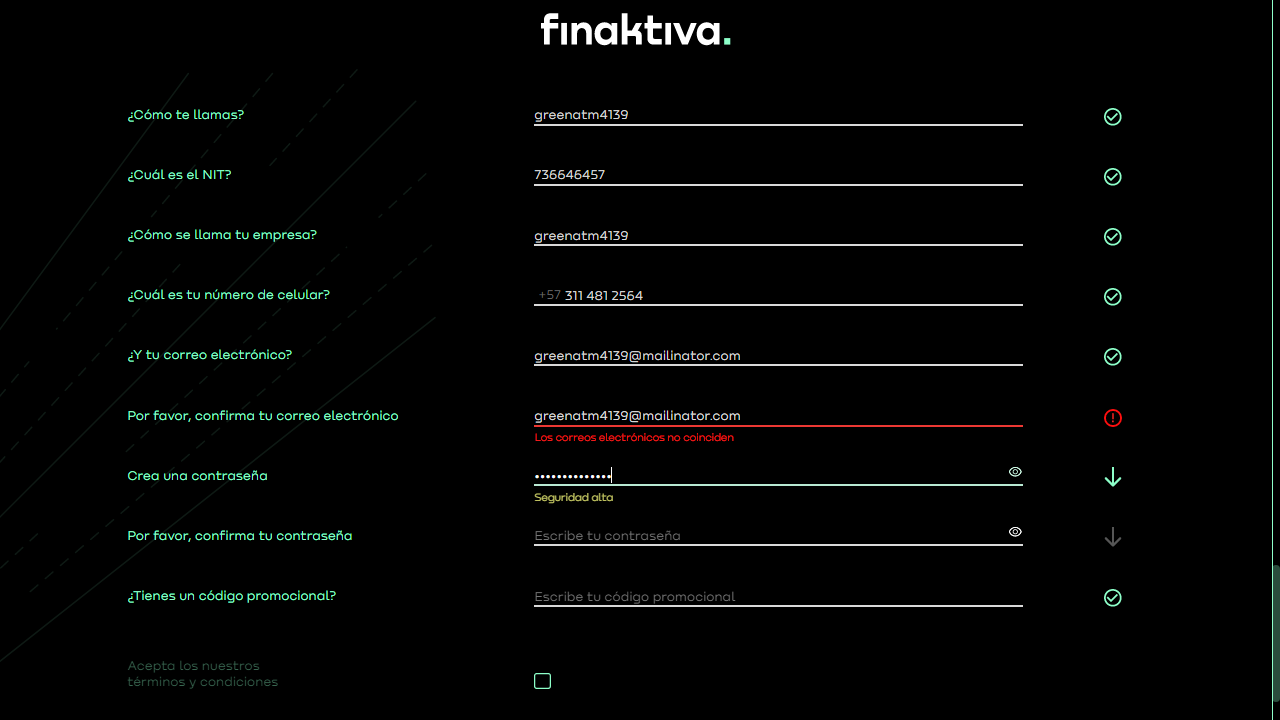 finaktiva.
¿Cómo te llamas?
greenatm4139
¿Cuál es el NIT?
736646457
¿Cómo se llama tu empresa?
greenatm4139
¿Cuál es tu número de celular?
+57 311 481 2564
¿Y tu correo electrónico?
greenatm4139@mailinator.com
Por favor, confirma tu correo electrónico
greenatm4139@mailinator.com
Los correos electrónicos no coinciden
Crea una contraseña
••••••••••••••
Seguridad alta
Por favor, confirma tu contraseña
Escribe tu contraseña
¿Tienes un código promocional?
Escribe tu código promocional
Acepta los nuestros
términos y condiciones